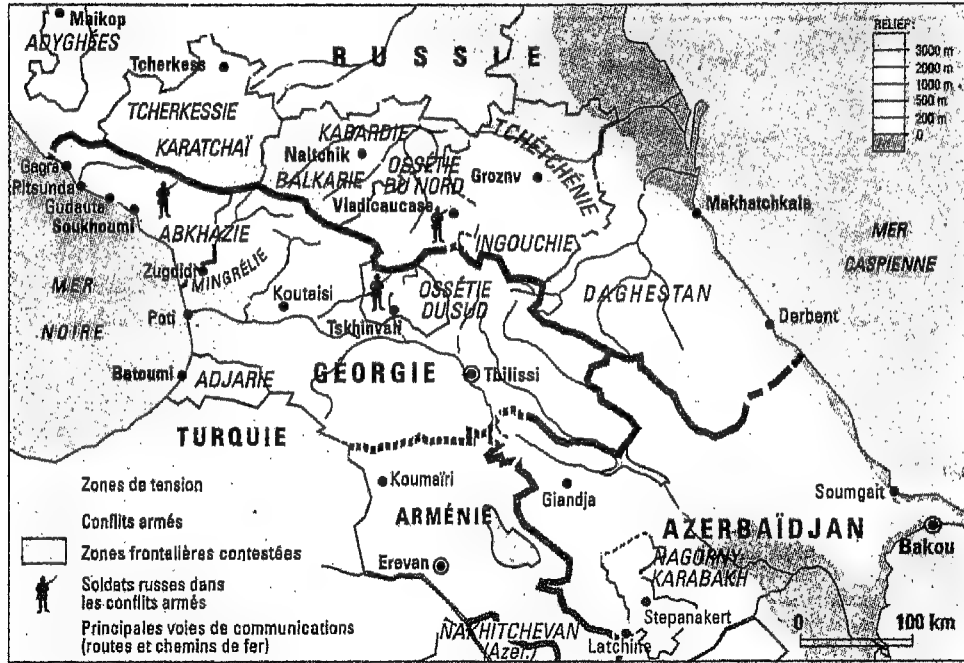 Maikop
ADYGHÉES
RUSSIE
RELIEF:
3000 m
2000 m
1000 m
500 m
200 m
0
Tcherkess
TCHERKESSIE
KARATCHAÏ
KABARDIE
Naltchik
BALKARIE
OSSÉTIE
DU NORD
TCHÉTCHÉNIE
Groznv
Vladicaucase
INGOUCHIE
Makhatchkala
MER
CASPIENNE
Gagra
Pitsunda
Gudauta
Soukhoumi
ABKHAZIE
Zugdidi
MINGRÉLIE
MER
NOIRE
Koutaisi
Poti
Tskhinvali
OSSÉTIE
DU SUD
DAGHESTAN
Derbent
Batoumi
ADJARIE
GÉORGIE
Tbilissi
TURQUIE
Koumaïri
Giandja
Soumgait
ARMÉNIE
AZERBAÏDJAN
Bakou
Erevan
NAGORNY
KARABAKH
Stepanakert
NAKHITCHEVAN
(Azer.)
Latchine
0 100 km
Zones de tension
Conflits armés
Zones frontalières contestées
Soldats russes dans
les conflits armés
Principales voies de communications
(routes et chemins de fer)